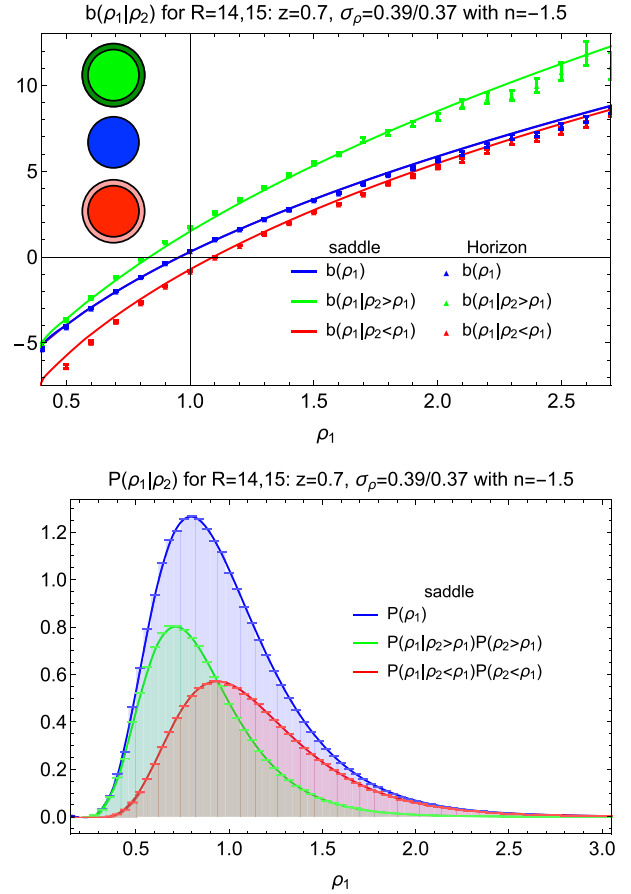 b(ρ₁|ρ₂) for R=14,15: z=0.7, σρ=0.39/0.37 with n=−1.5
10
5
0
−5
saddle Horizon
b(ρ₁) b(ρ₁)
b(ρ₁|ρ₂>ρ₁) b(ρ₁|ρ₂>ρ₁)
b(ρ₁|ρ₂<ρ₁) b(ρ₁|ρ₂<ρ₁)
0.5 1.0 1.5 2.0 2.5
ρ₁
P(ρ₁|ρ₂) for R=14,15: z=0.7, σρ=0.39/0.37 with n=−1.5
1.2
1.0
0.8
0.6
0.4
0.2
0.0
saddle
P(ρ₁)
P(ρ₁|ρ₂>ρ₁)P(ρ₂>ρ₁)
P(ρ₁|ρ₂<ρ₁)P(ρ₂<ρ₁)
0.5 1.0 1.5 2.0 2.5 3.0
ρ₁